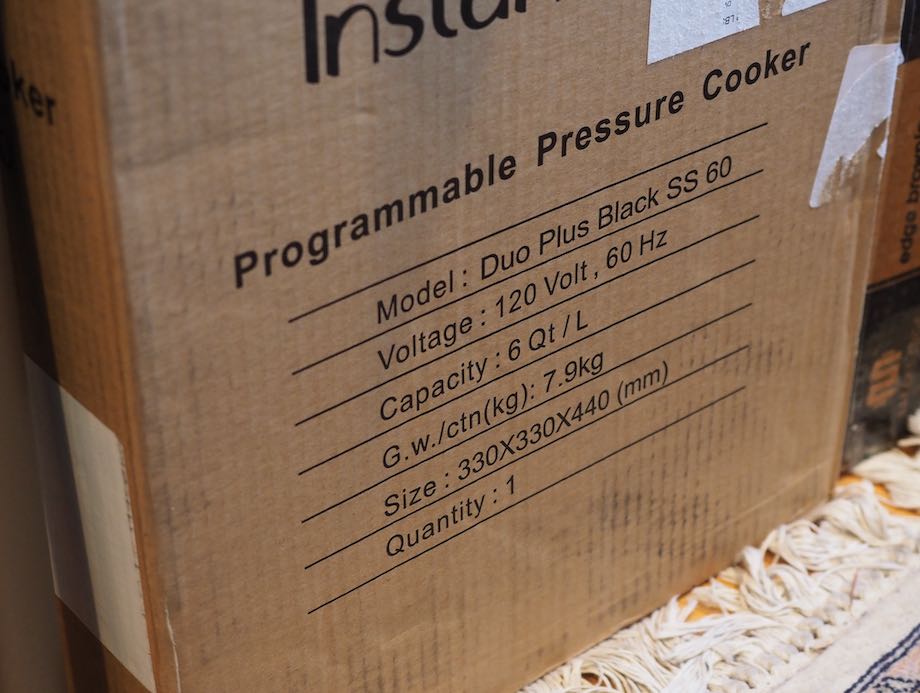 Programmable Pressure Cooker
Model : Duo Plus Black SS 60
Voltage : 120 Volt , 60 Hz
Capacity : 6 Qt / L
G.w./ctn(kg): 7.9kg
Size : 330X330X440 (mm)
Quantity : 1